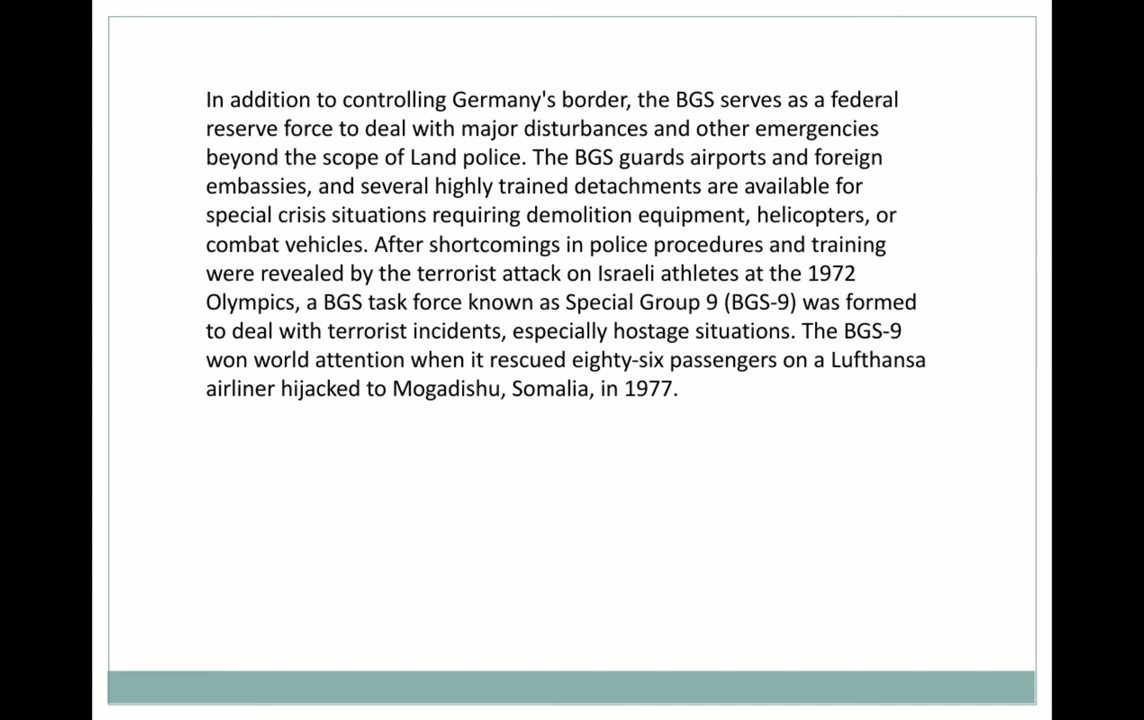 In addition to controlling Germany's border, the BGS serves as a federal
reserve force to deal with major disturbances and other emergencies
beyond the scope of Land police. The BGS guards airports and foreign
embassies, and several highly trained detachments are available for
special crisis situations requiring demolition equipment, helicopters, or
combat vehicles. After shortcomings in police procedures and training
were revealed by the terrorist attack on Israeli athletes at the 1972
Olympics, a BGS task force known as Special Group 9 (BGS-9) was formed
to deal with terrorist incidents, especially hostage situations. The BGS-9
won world attention when it rescued eighty-six passengers on a Lufthansa
airliner hijacked to Mogadishu, Somalia, in 1977.